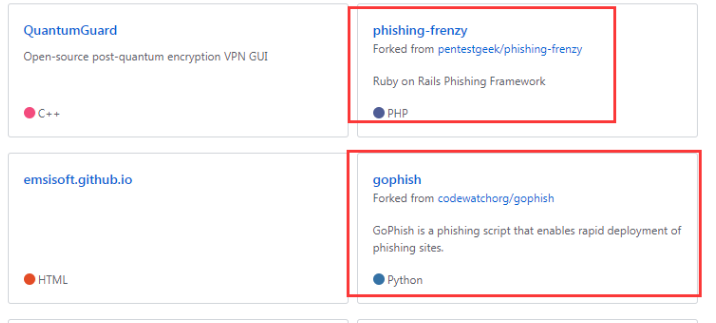 QuantumGuard
Open-source post-quantum encryption VPN GUI
C++
phishing-frenzy
Forked from pentestgeek/phishing-frenzy
Ruby on Rails Phishing Framework
PHP
emsisoft.github.io
HTML
gophish
Forked from codewatchorg/gophish
GoPhish is a phishing script that enables rapid deployment of
phishing sites.
Python